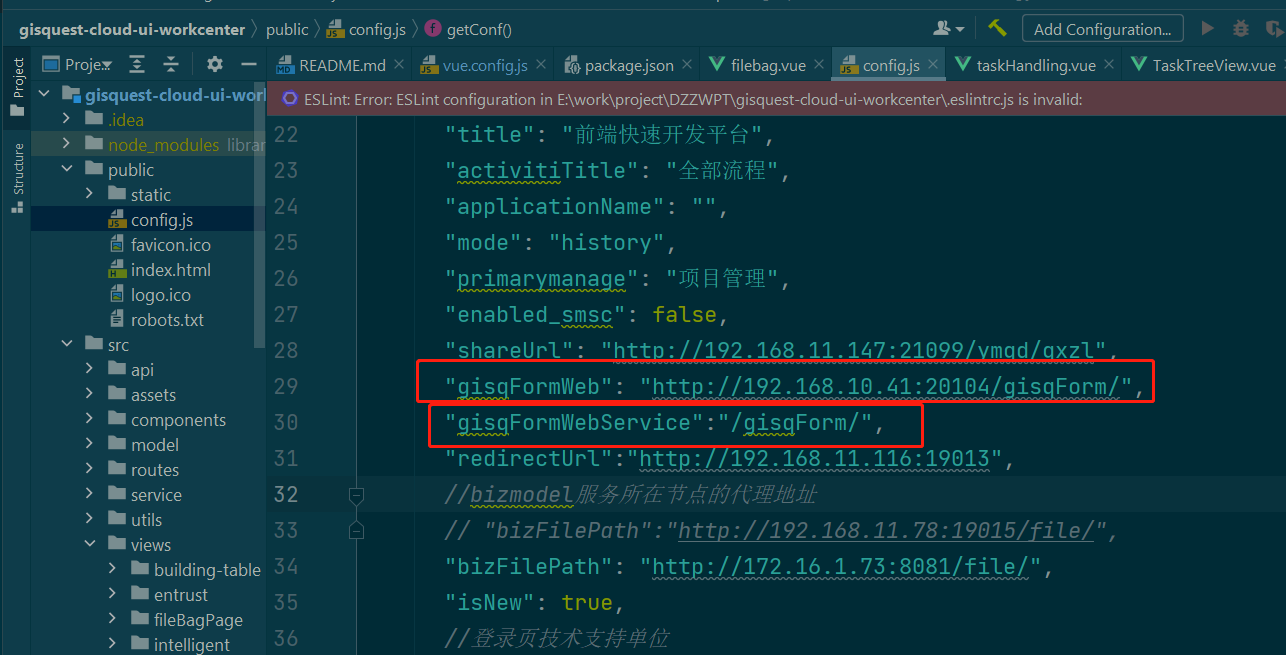 gisquest-cloud-ui-workcenter public config.js getConf() Add Configuration...
Project Proje README.md vue.config.js package.json filebag.vue config.js taskHandling.vue TaskTreeView.vue
gisquest-cloud-ui-worl
ESLint: Error: ESLint configuration in E:\work\project\DZZWPT\gisquest-cloud-ui-workcenter\.eslintrc.js is invalid:
.idea
node_modules librar
public
static
config.js
favicon.ico
index.html
logo.ico
robots.txt
src
api
assets
components
model
routes
service
utils
views
building-table
entrust
fileBagPage
intelligent
Structure
22 "title": "前端快速开发平台",
23 "activitiTitle": "全部流程",
24 "applicationName": "",
25 "mode": "history",
26 "primarymanage": "项目管理",
27 "enabled_smsc": false,
28 "shareUrl": "http://192.168.11.147:21099/ymgd/gxzl",
29 "gisqFormWeb": "http://192.168.10.41:20104/gisqForm/",
30 "gisqFormWebService":"/gisqForm/",
31 "redirectUrl":"http://192.168.11.116:19013",
32 //bizmodel服务所在节点的代理地址
33 // "bizFilePath":"http://192.168.11.78:19015/file/",
34 "bizFilePath": "http://172.16.1.73:8081/file/",
35 "isNew": true,
36 //登录页技术支持单位